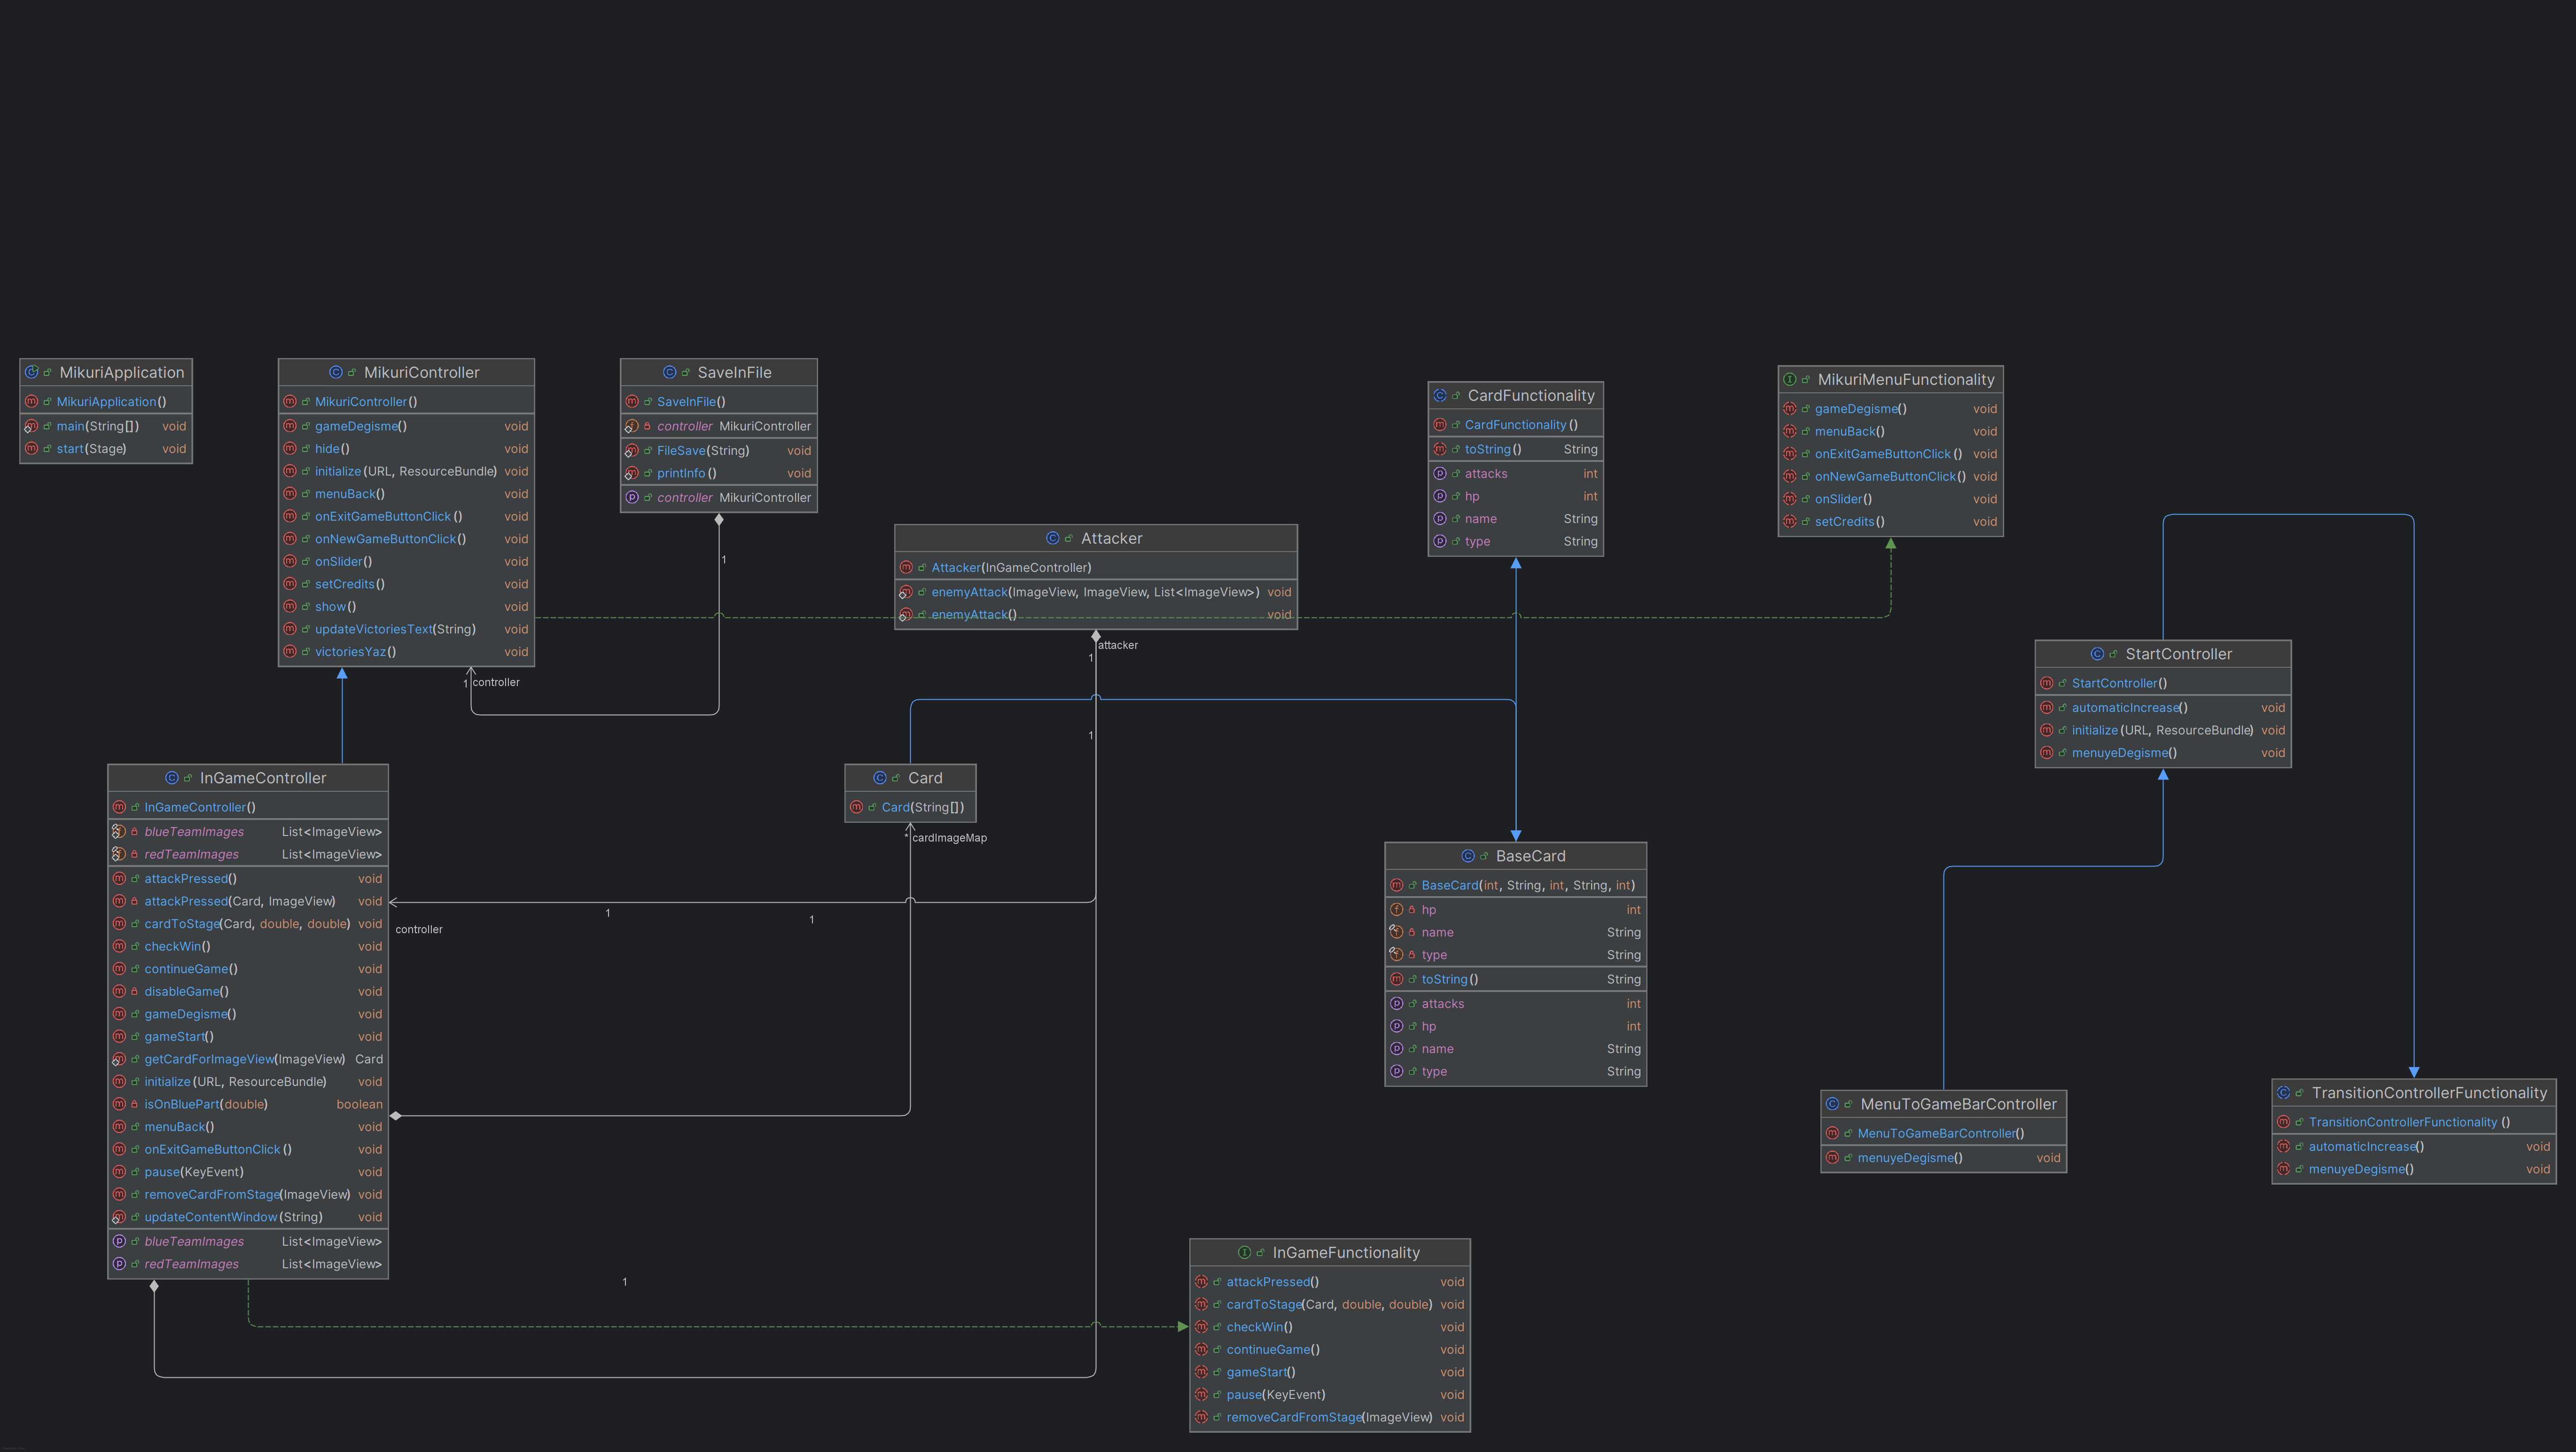 MikuriApplication
MikuriApplication()
main(String[]) void
start(Stage) void
MikuriController
MikuriController()
gameDegisme() void
hide() void
initialize(URL, ResourceBundle) void
menuBack() void
onExitGameButtonClick() void
onNewGameButtonClick() void
onSlider() void
setCredits() void
show() void
updateVictoriesText(String) void
victoriesYaz() void
1 controller
SaveInFile
SaveInFile()
controller MikuriController
FileSave(String) void
printInfo() void
controller MikuriController
1
Attacker
Attacker(InGameController)
enemyAttack(ImageView, ImageView, List<ImageView>) void
enemyAttack() void
attacker
1
1
CardFunctionality
CardFunctionality()
toString() String
attacks int
hp int
name String
type String
MikuriMenuFunctionality
gameDegisme() void
menuBack() void
onExitGameButtonClick() void
onNewGameButtonClick() void
onSlider() void
setCredits() void
StartController
StartController()
automaticIncrease() void
initialize(URL, ResourceBundle) void
menuyeDegisme() void
InGameController
InGameController()
blueTeamImages List<ImageView>
redTeamImages List<ImageView>
attackPressed() void
attackPressed(Card, ImageView) void
cardToStage(Card, double, double) void
checkWin() void
continueGame() void
disableGame() void
gameDegisme() void
gameStart() void
getCardForImageView(ImageView) Card
initialize(URL, ResourceBundle) void
isOnBluePart(double) boolean
menuBack() void
onExitGameButtonClick() void
pause(KeyEvent) void
removeCardFromStage(ImageView) void
updateContentWindow(String) void
blueTeamImages List<ImageView>
redTeamImages List<ImageView>
Card
Card(String[])
* cardImageMap
1
1
controller
1
BaseCard
BaseCard(int, String, int, String, int)
hp int
name String
type String
toString() String
attacks int
hp int
name String
type String
MenuToGameBarController
MenuToGameBarController()
menuyeDegisme() void
TransitionControllerFunctionality
TransitionControllerFunctionality()
automaticIncrease() void
menuyeDegisme() void
InGameFunctionality
attackPressed() void
cardToStage(Card, double, double) void
checkWin() void
continueGame() void
gameStart() void
pause(KeyEvent) void
removeCardFromStage(ImageView) void